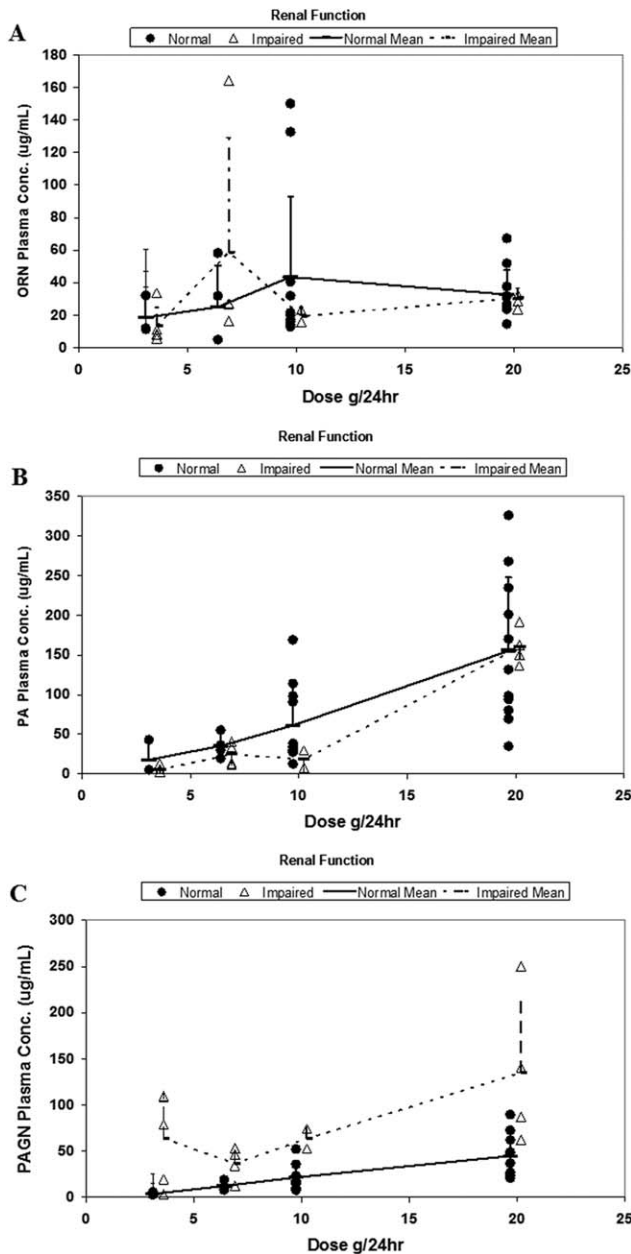 Renal Function
A
Normal Impaired Normal Mean Impaired Mean
180
160
140
120
100
80
60
40
20
0
ORN Plasma Conc. (ug/mL)
0 5 10 15 20 25
Dose g/24hr
Renal Function
B
Normal Impaired Normal Mean Impaired Mean
350
300
250
200
150
100
50
0
PA Plasma Conc. (ug/mL)
0 5 10 15 20 25
Dose g/24hr
Renal Function
C
Normal Impaired Normal Mean Impaired Mean
300
250
200
150
100
50
0
PAGN Plasma Conc. (ug/mL)
0 5 10 15 20 25
Dose g/24hr